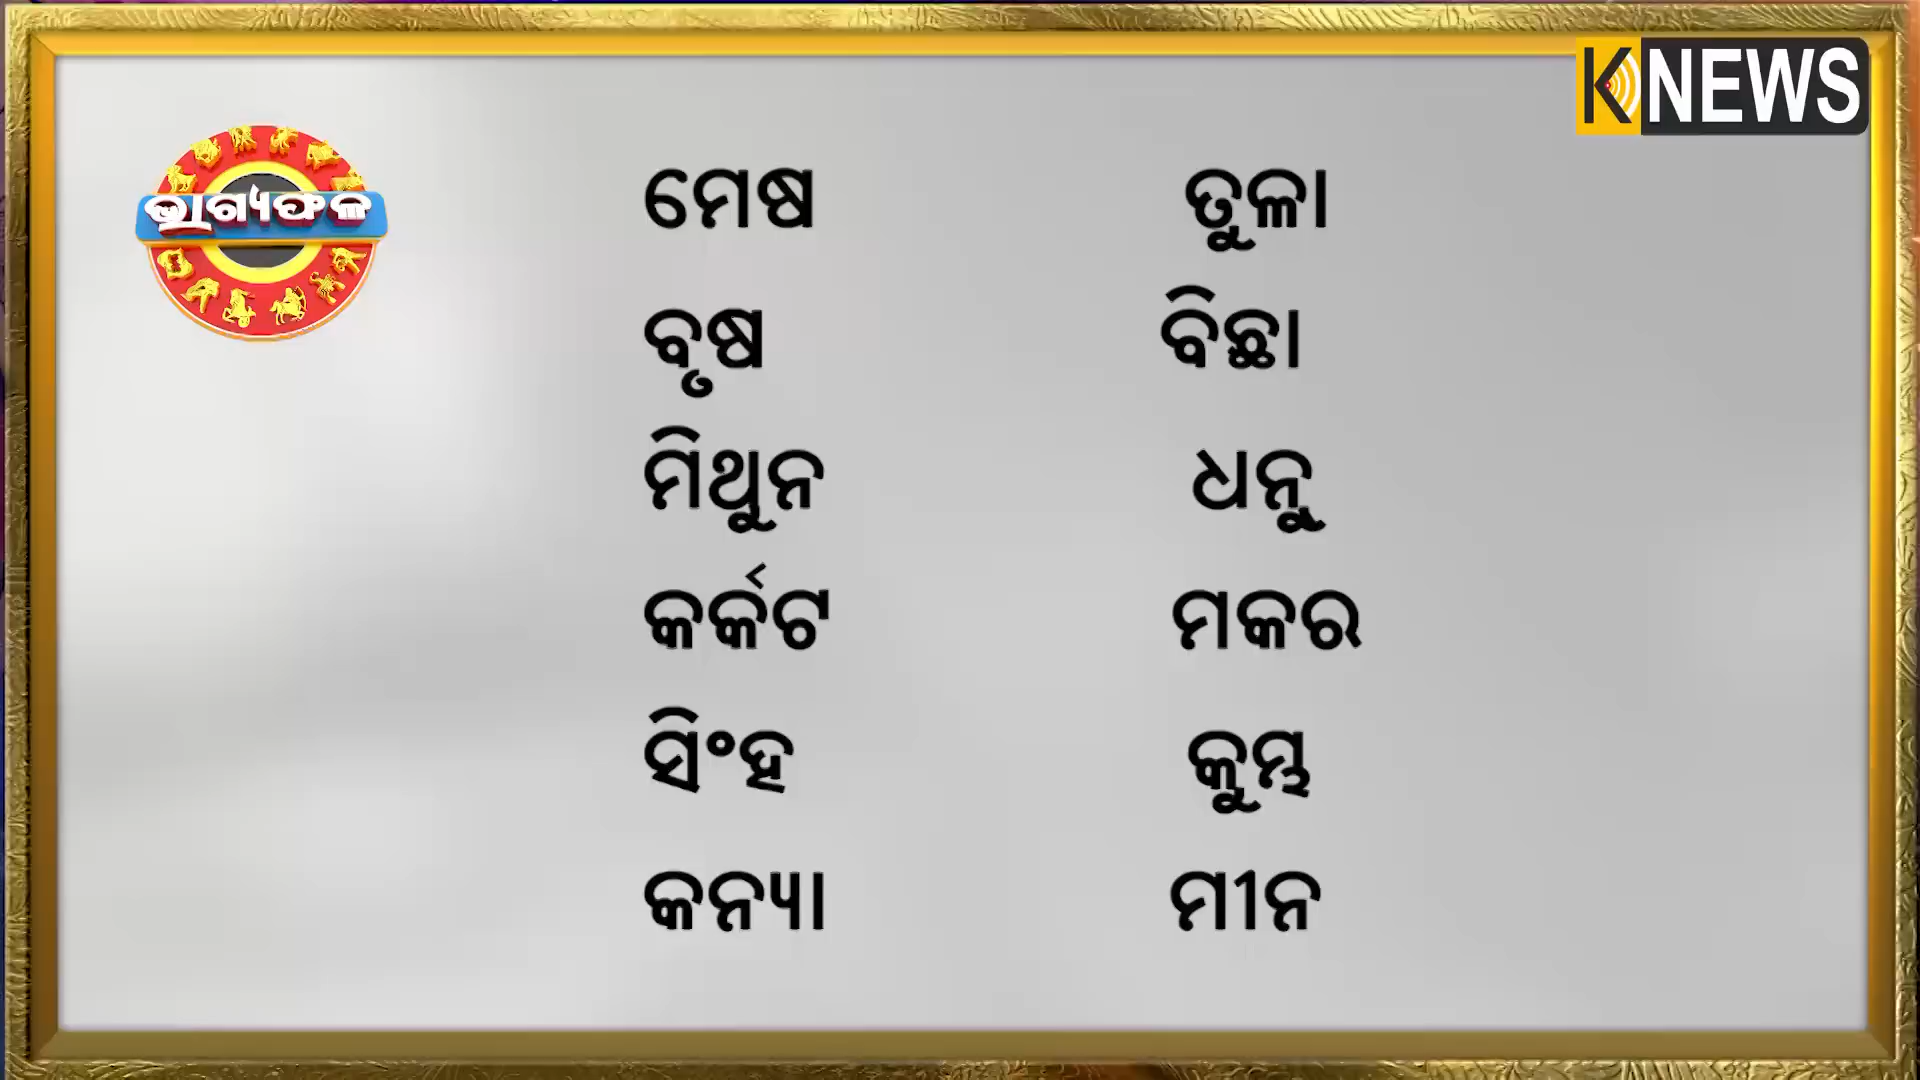 KNEWS
ଭାଗ୍ୟଫଳ
ମେଷ ତୁଳା
ବୃଷ ବିଛା
ମିଥୁନ ଧନୁ
କର୍କଟ ମକର
ସିଂହ କୁମ୍ଭ
କନ୍ୟା ମୀନ